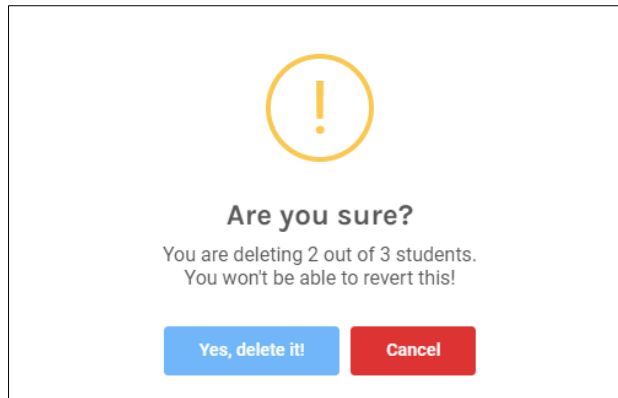 Are you sure?
You are deleting 2 out of 3 students.
You won't be able to revert this!
Yes, delete it!
Cancel